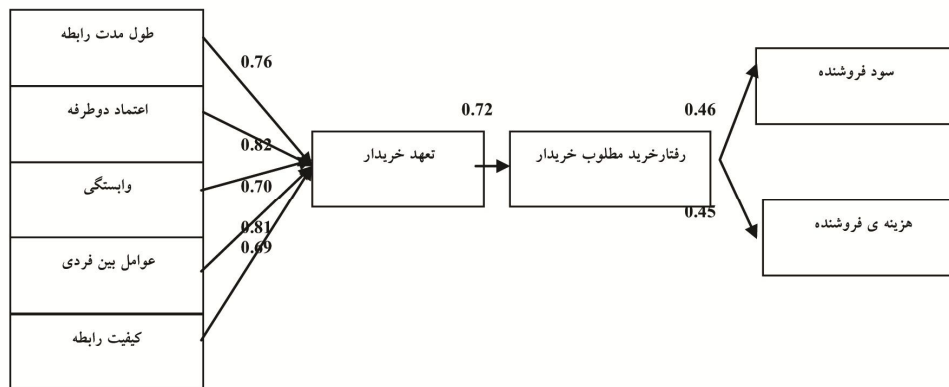 طول مدت رابطه
0.76
اعتماد دوطرفه
0.82
وابستگی
0.70
عوامل بین فردی
0.81
کیفیت رابطه
0.69
تعهد خریدار
0.72
رفتارخرید مطلوب خریدار
0.46
سود فروشنده
0.45
هزینه ی فروشنده